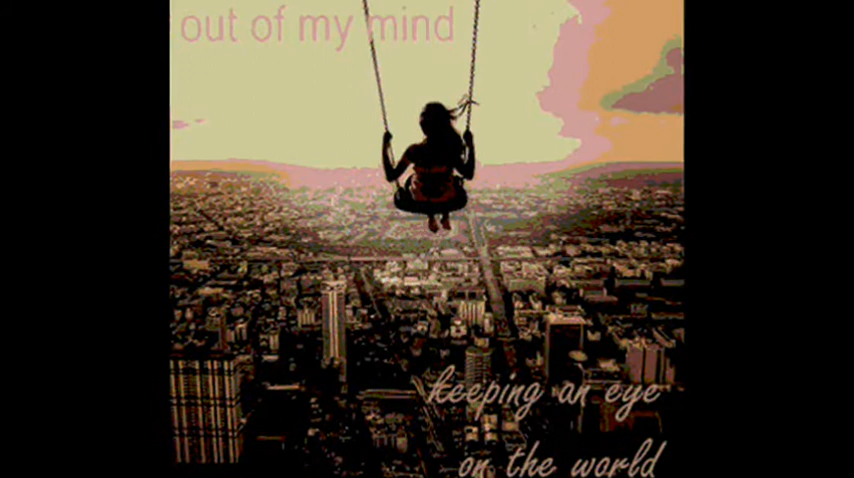 out of my mind
keeping an eye
on the world